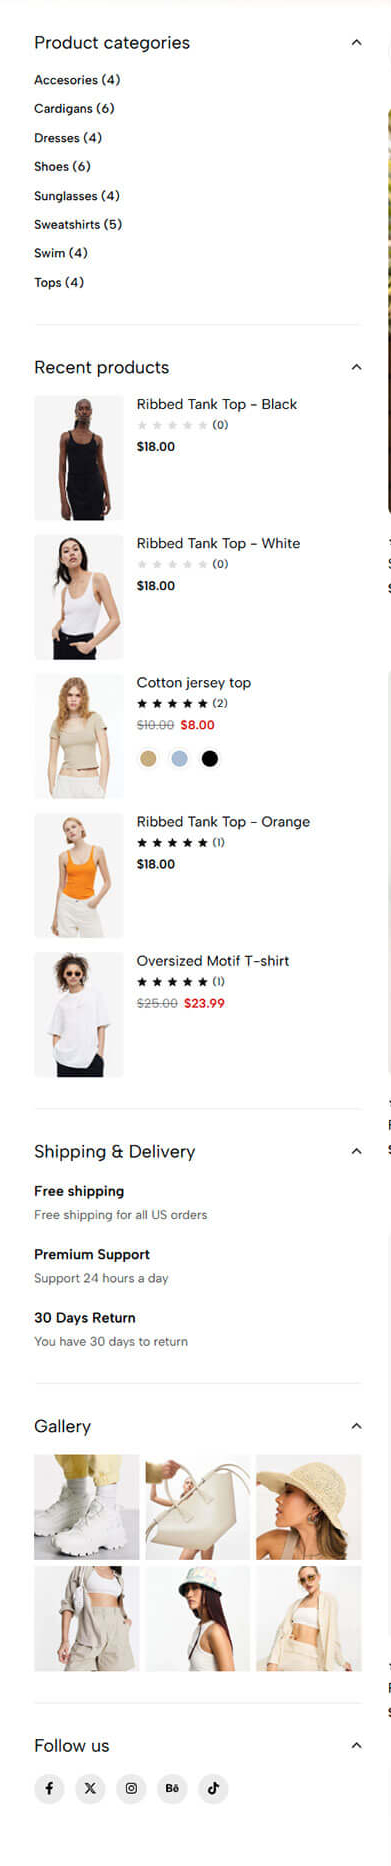 Product categories
Accesories (4)
Cardigans (6)
Dresses (4)
Shoes (6)
Sunglasses (4)
Sweatshirts (5)
Swim (4)
Tops (4)
Recent products
Ribbed Tank Top – Black
(0)
$18.00
Ribbed Tank Top – White
(0)
$18.00
Cotton jersey top
(2)
$10.00 $8.00
Ribbed Tank Top – Orange
(1)
$18.00
Oversized Motif T-shirt
(1)
$25.00 $23.99
Shipping & Delivery
Free shipping
Free shipping for all US orders
Premium Support
Support 24 hours a day
30 Days Return
You have 30 days to return
Gallery
Follow us
Bē